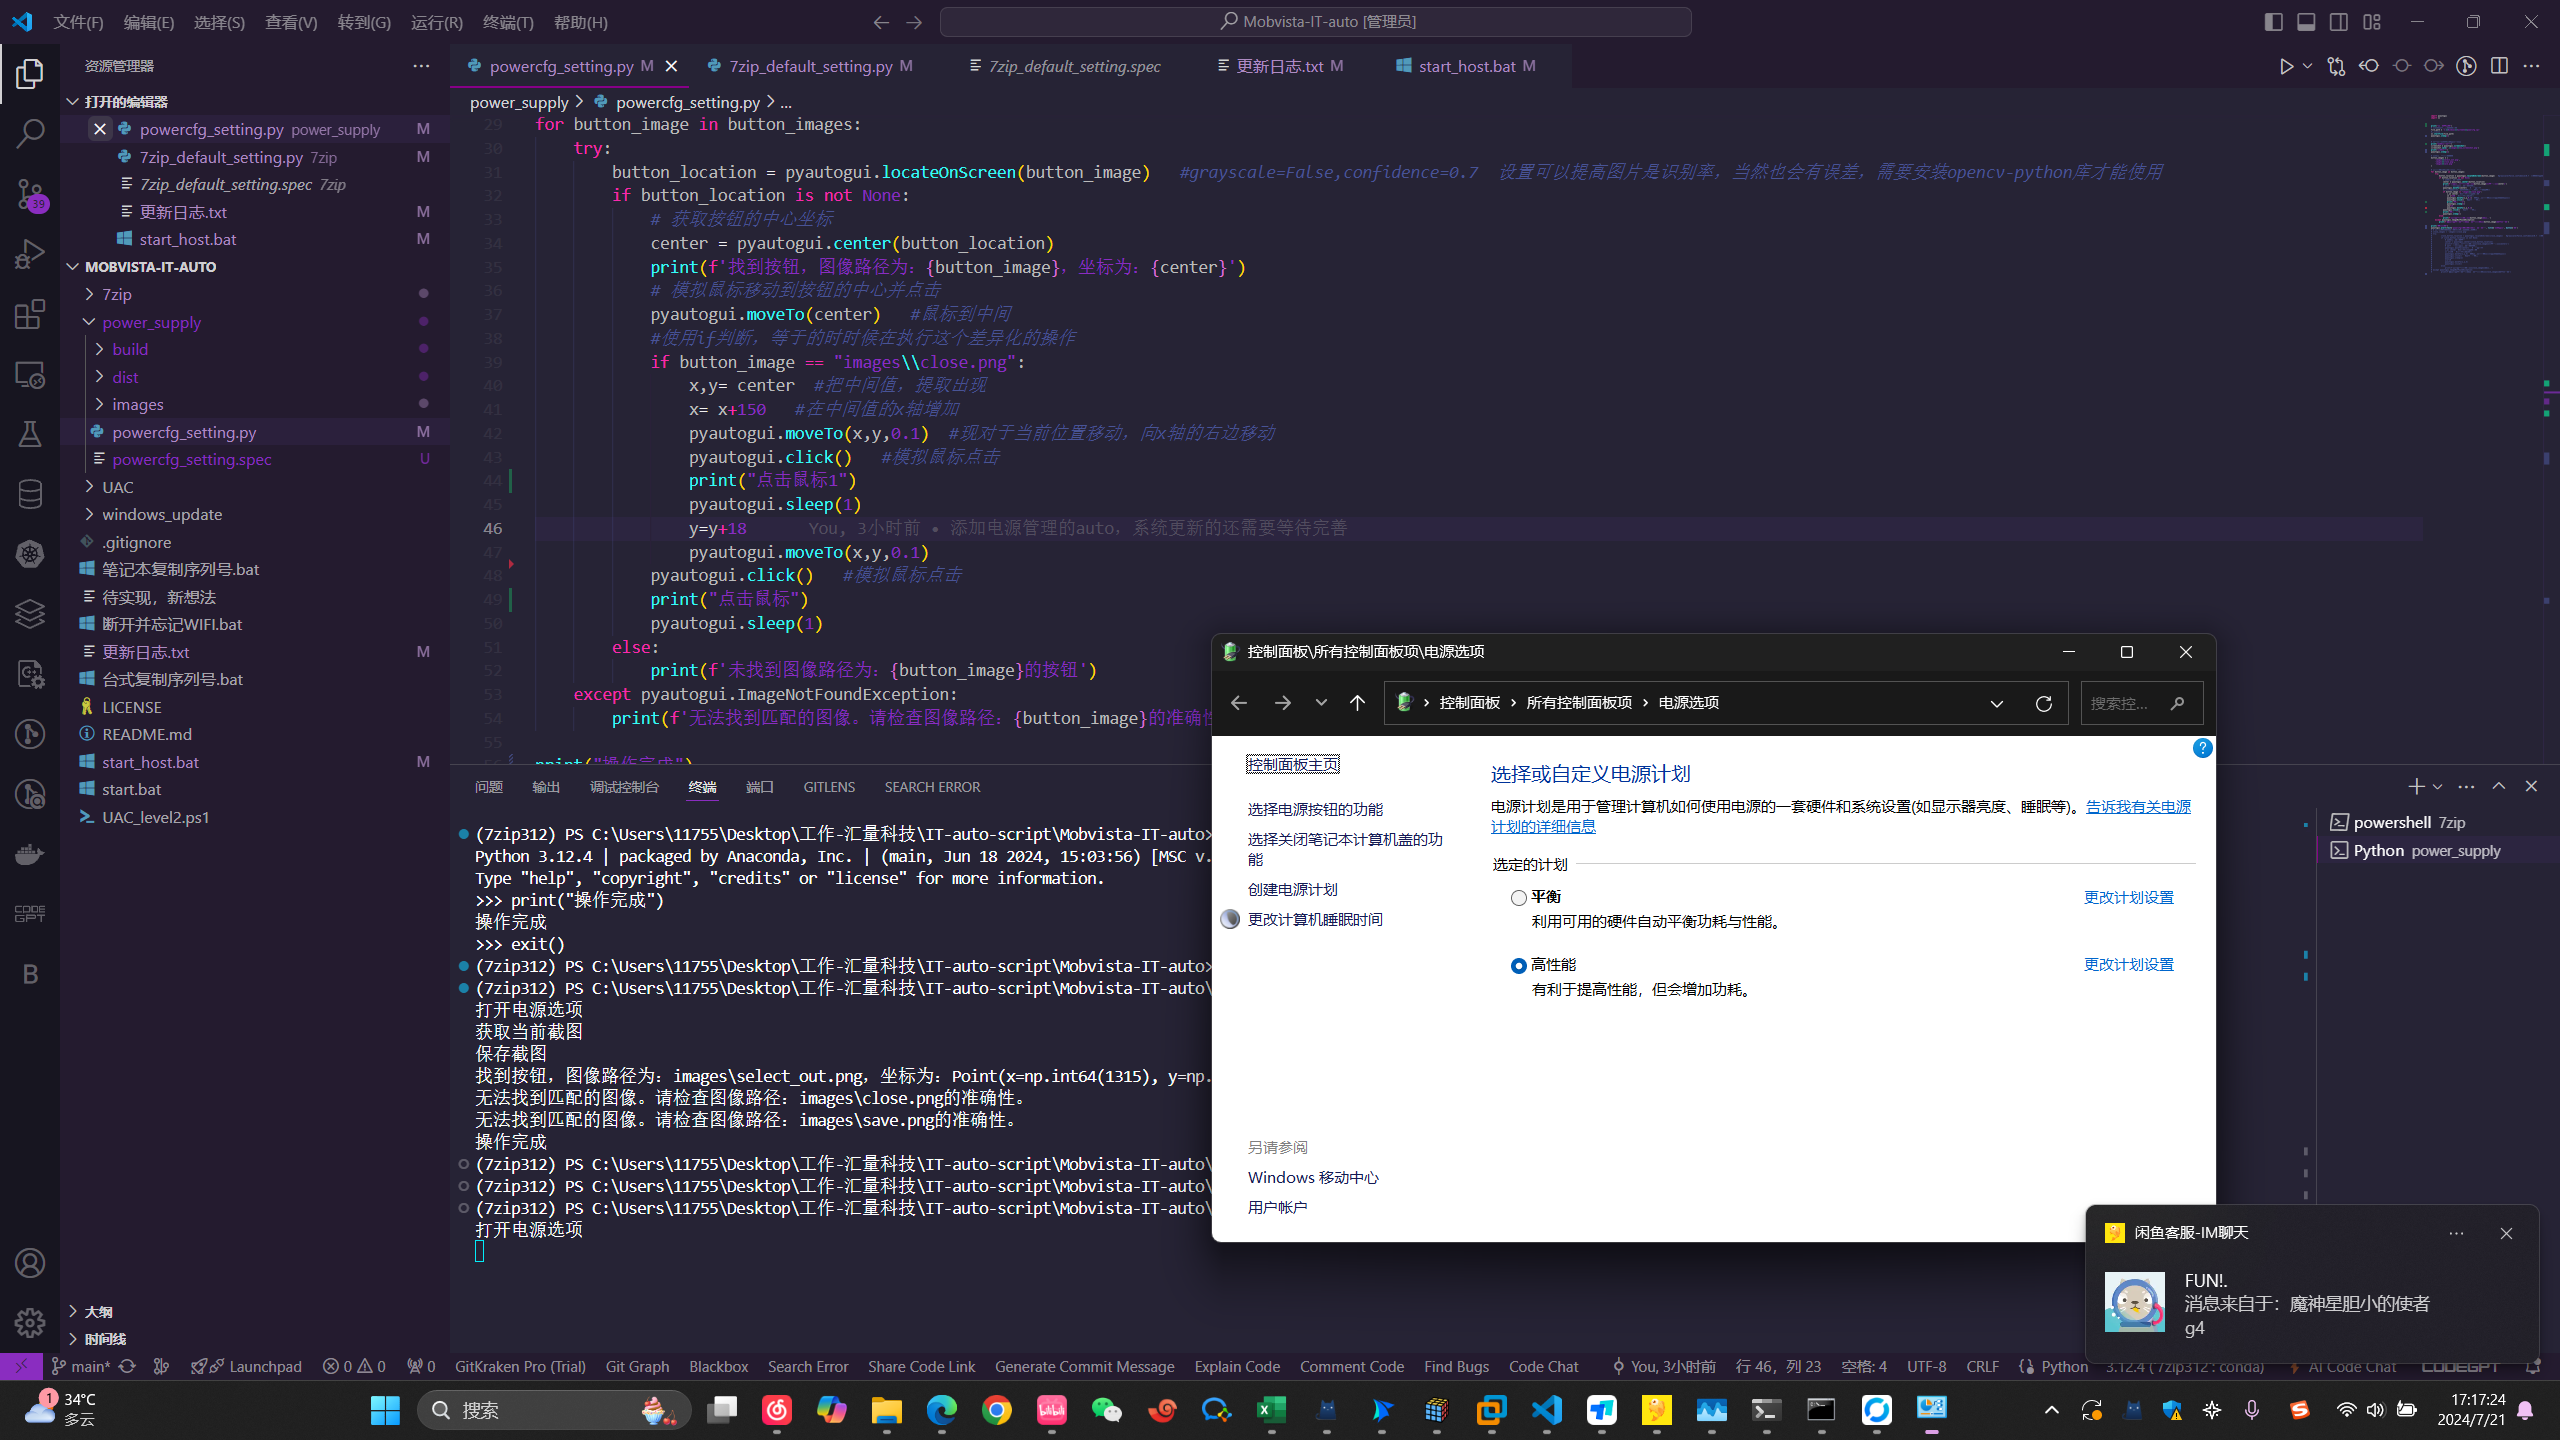 文件(F) 编辑(E) 选择(S) 查看(V) 转到(G) 运行(R) 终端(T) 帮助(H)
Mobvista-IT-auto [管理员]
资源管理器
打开的编辑器
powercfg_setting.py power_supply M
7zip_default_setting.py 7zip M
7zip_default_setting.spec 7zip
更新日志.txt M
start_host.bat M
39
MOBVISTA-IT-AUTO
7zip
power_supply
build
dist
images
powercfg_setting.py M
powercfg_setting.spec U
UAC
windows_update
.gitignore
笔记本复制序列号.bat
待实现，新想法
断开并忘记WIFI.bat
更新日志.txt M
台式复制序列号.bat
LICENSE
README.md
start_host.bat M
start.bat
UAC_level2.ps1
CODE GPT
B
大纲
时间线
powercfg_setting.py M 7zip_default_setting.py M 7zip_default_setting.spec 更新日志.txt M start_host.bat M
power_supply > powercfg_setting.py > ...
29 for button_image in button_images:
30 try:
31 button_location = pyautogui.locateOnScreen(button_image) #grayscale=False,confidence=0.7 设置可以提高图片是识别率，当然也会有误差，需要安装opencv-python库才能使用
32 if button_location is not None:
33 # 获取按钮的中心坐标
34 center = pyautogui.center(button_location)
35 print(f'找到按钮，图像路径为：{button_image}，坐标为：{center}')
36 # 模拟鼠标移动到按钮的中心并点击
37 pyautogui.moveTo(center) #鼠标到中间
38 #使用if判断，等于的时时候在执行这个差异化的操作
39 if button_image == "images\\close.png":
40 x,y= center #把中间值，提取出现
41 x= x+150 #在中间值的x轴增加
42 pyautogui.moveTo(x,y,0.1) #现对于当前位置移动，向x轴的右边移动
43 pyautogui.click() #模拟鼠标点击
44 print("点击鼠标1")
45 pyautogui.sleep(1)
46 y=y+18 You, 3小时前 • 添加电源管理的auto，系统更新的还需要等待完善
47 pyautogui.moveTo(x,y,0.1)
48 pyautogui.click() #模拟鼠标点击
49 print("点击鼠标")
50 pyautogui.sleep(1)
51 else:
52 print(f'未找到图像路径为：{button_image}的按钮')
53 except pyautogui.ImageNotFoundException:
54 print(f'无法找到匹配的图像。请检查图像路径：{button_image}的准确性
55
print("操作完成")
问题 输出 调试控制台 终端 端口 GITLENS SEARCH ERROR
(7zip312) PS C:\Users\11755\Desktop\工作-汇量科技\IT-auto-script\Mobvista-IT-auto>
Python 3.12.4 | packaged by Anaconda, Inc. | (main, Jun 18 2024, 15:03:56) [MSC v.
Type "help", "copyright", "credits" or "license" for more information.
>>> print("操作完成")
操作完成
>>> exit()
(7zip312) PS C:\Users\11755\Desktop\工作-汇量科技\IT-auto-script\Mobvista-IT-auto>
(7zip312) PS C:\Users\11755\Desktop\工作-汇量科技\IT-auto-script\Mobvista-IT-auto\
打开电源选项
获取当前截图
保存截图
找到按钮，图像路径为：images\select_out.png，坐标为：Point(x=np.int64(1315), y=np.
无法找到匹配的图像。请检查图像路径：images\close.png的准确性。
无法找到匹配的图像。请检查图像路径：images\save.png的准确性。
操作完成
(7zip312) PS C:\Users\11755\Desktop\工作-汇量科技\IT-auto-script\Mobvista-IT-auto\
(7zip312) PS C:\Users\11755\Desktop\工作-汇量科技\IT-auto-script\Mobvista-IT-auto\
(7zip312) PS C:\Users\11755\Desktop\工作-汇量科技\IT-auto-script\Mobvista-IT-auto\
打开电源选项
powershell 7zip
Python power_supply
控制面板\所有控制面板项\电源选项
控制面板 > 所有控制面板项 > 电源选项
搜索控...
控制面板主页
选择电源按钮的功能
选择关闭笔记本计算机盖的功
能
创建电源计划
更改计算机睡眠时间
另请参阅
Windows 移动中心
用户帐户
选择或自定义电源计划
电源计划是用于管理计算机如何使用电源的一套硬件和系统设置(如显示器亮度、睡眠等)。告诉我有关电源
计划的详细信息
选定的计划
平衡 更改计划设置
利用可用的硬件自动平衡功耗与性能。
高性能 更改计划设置
有利于提高性能，但会增加功耗。
闲鱼客服-IM聊天
FUN!.
消息来自于：魔神星胆小的使者
g4
main* Launchpad 0 0 0 GitKraken Pro (Trial) Git Graph Blackbox Search Error Share Code Link Generate Commit Message Explain Code Comment Code Find Bugs Code Chat You, 3小时前 行 46，列 23 空格: 4 UTF-8 CRLF Python 3.12.4 ('7zip312': conda) AI Code Chat CODEGPT
1
34°C
多云
搜索
17:17:24
2024/7/21